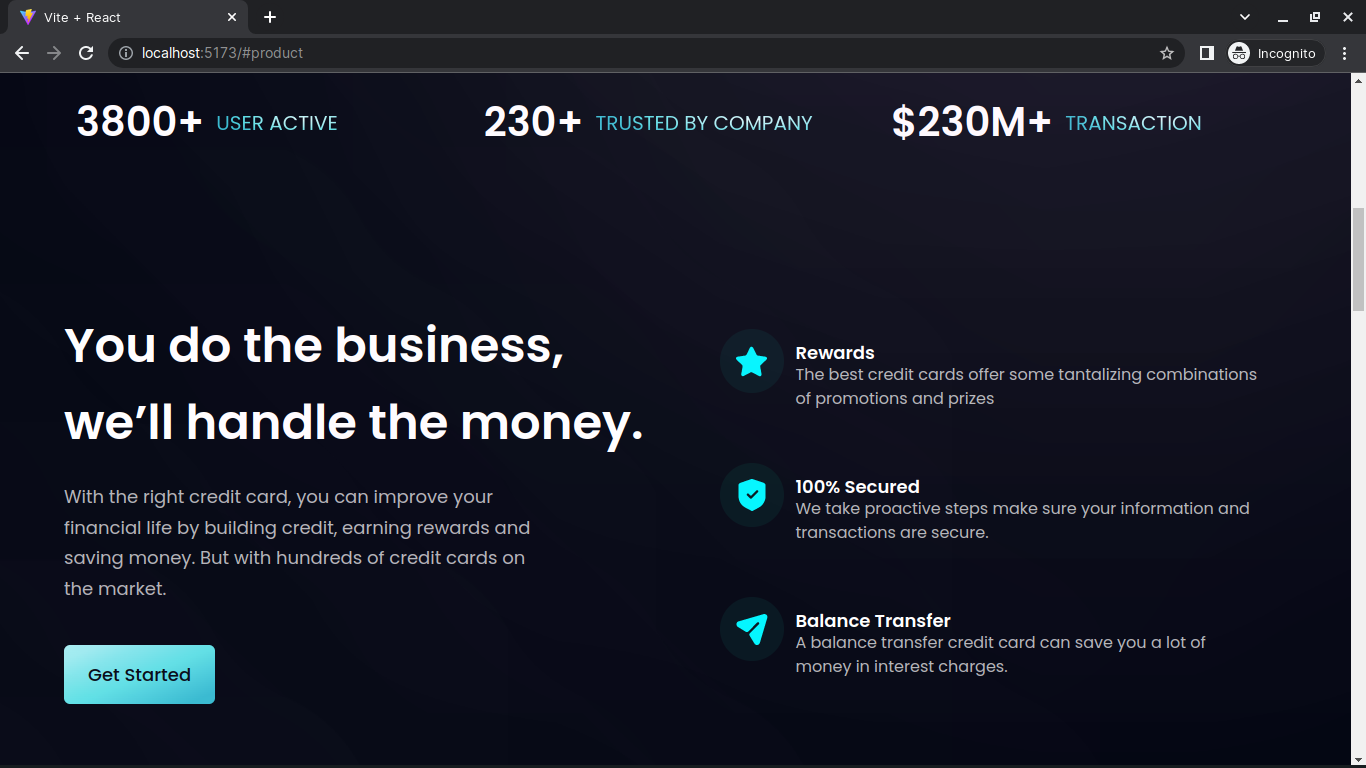 Vite + React
localhost:5173/#product
Incognito
3800+ USER ACTIVE
230+ TRUSTED BY COMPANY
$230M+ TRANSACTION
You do the business,
we’ll handle the money.
With the right credit card, you can improve your
financial life by building credit, earning rewards and
saving money. But with hundreds of credit cards on
the market.
Get Started
Rewards
The best credit cards offer some tantalizing combinations
of promotions and prizes
100% Secured
We take proactive steps make sure your information and
transactions are secure.
Balance Transfer
A balance transfer credit card can save you a lot of
money in interest charges.